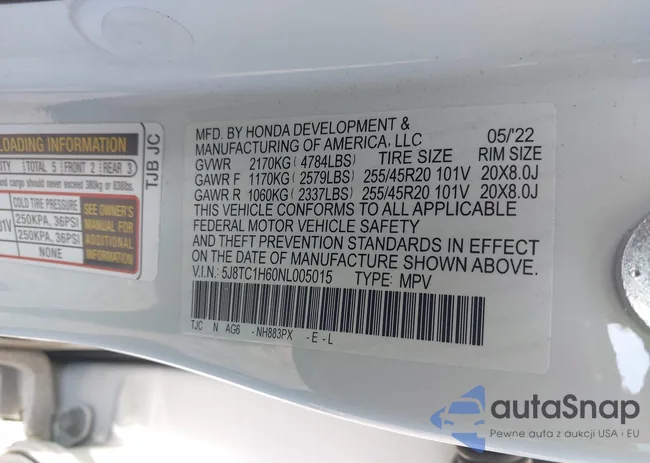 LOADING INFORMATION
TOTAL 5 FRONT 2 REAR 3
and cargo should never exceed 380kg or 838lbs.
COLD TIRE PRESSURE
250KPA, 36PSI
250KPA, 36PSI
NONE
SEE OWNER'S
MANUAL FOR
ADDITIONAL
INFORMATION
TJB JC
MFD. BY HONDA DEVELOPMENT &
MANUFACTURING OF AMERICA, LLC 05/'22
GVWR 2170KG (4784LBS) TIRE SIZE RIM SIZE
GAWR F 1170KG (2579LBS) 255/45R20 101V 20X8.0J
GAWR R 1060KG (2337LBS) 255/45R20 101V 20X8.0J
THIS VEHICLE CONFORMS TO ALL APPLICABLE
FEDERAL MOTOR VEHICLE SAFETY
AND THEFT PREVENTION STANDARDS IN EFFECT
ON THE DATE OF MANUFACTURE SHOWN ABOVE.
V.I.N.: 5J8TC1H60NL005015 TYPE: MPV
TJC N AG6 -NH883PX -E-L
autaSnap
Pewne auta z aukcji USA i EU